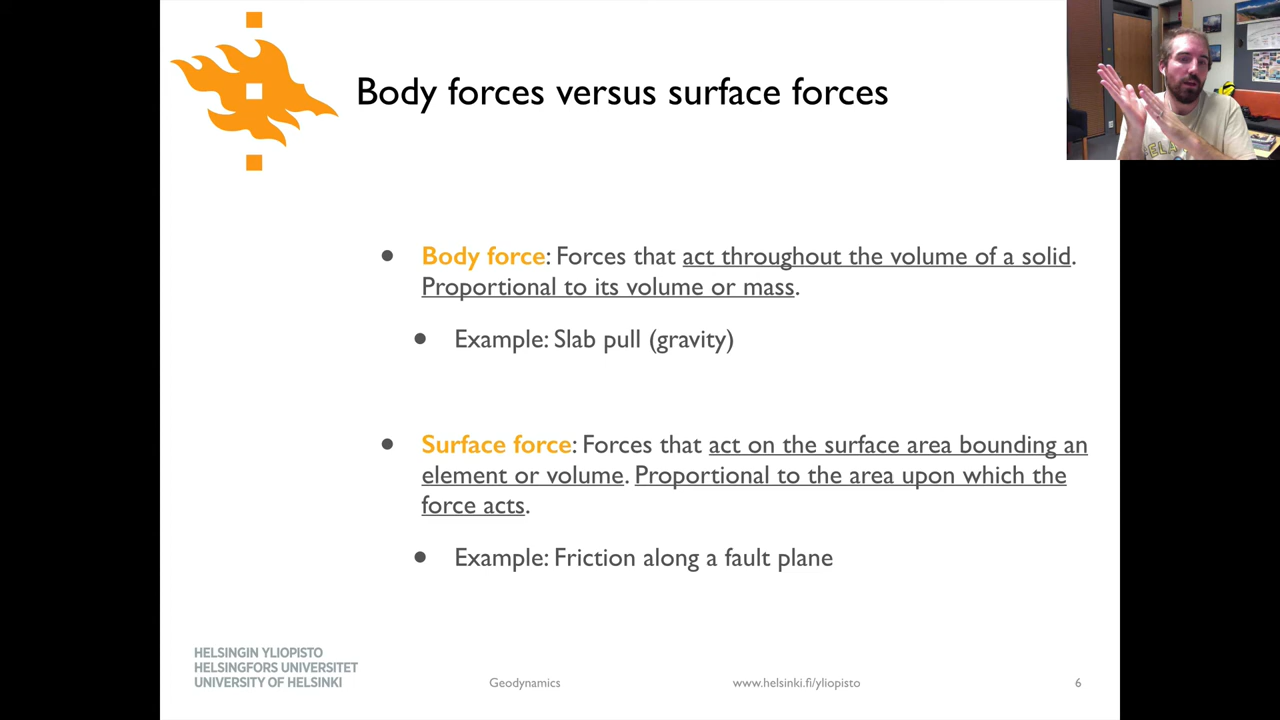 Body forces versus surface forces
Body force: Forces that act throughout the volume of a solid.
Proportional to its volume or mass.
Example: Slab pull (gravity)
Surface force: Forces that act on the surface area bounding an
element or volume. Proportional to the area upon which the
force acts.
Example: Friction along a fault plane
HELSINGIN YLIOPISTO
HELSINGFORS UNIVERSITET
UNIVERSITY OF HELSINKI
Geodynamics
www.helsinki.fi/yliopisto
6